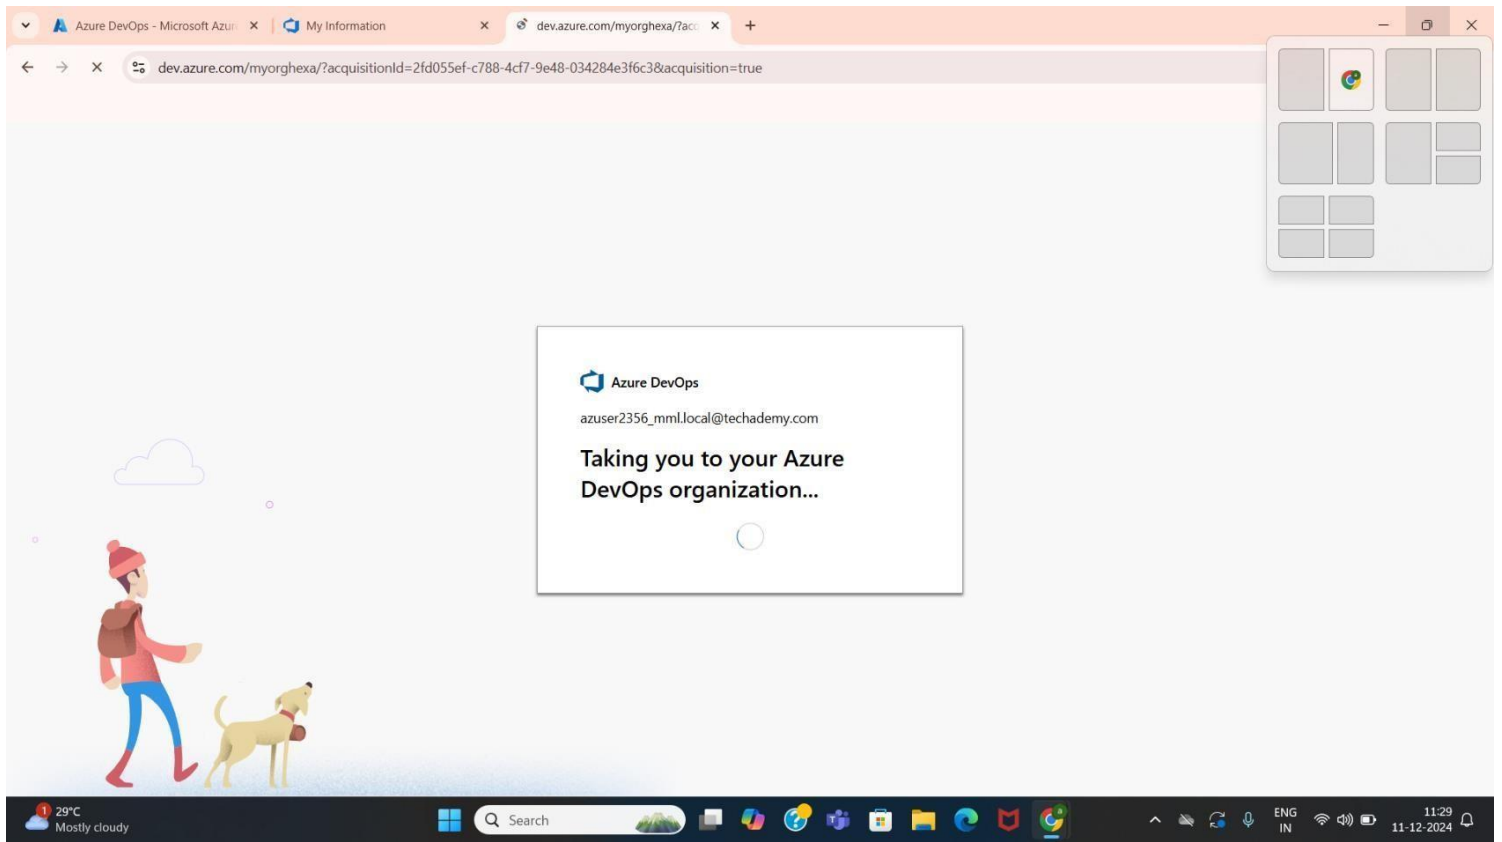 Azure DevOps - Microsoft Azur
My Information
dev.azure.com/myorghexa/?acq
dev.azure.com/myorghexa/?acquisitionId=2fd055ef-c788-4cf7-9e48-034284e3f6c3&acquisition=true
Azure DevOps
azuser2356_mml.local@techademy.com
Taking you to your Azure
DevOps organization...
1
29°C
Mostly cloudy
Search
ENG
IN
11:29
11-12-2024